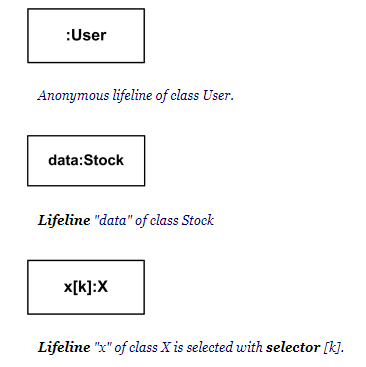 :User
Anonymous lifeline of class User.
data:Stock
Lifeline "data" of class Stock
x[k]:X
Lifeline "x" of class X is selected with selector [k].